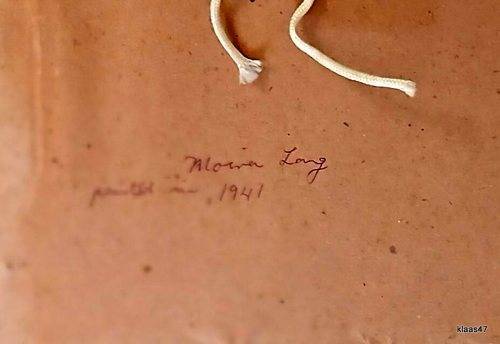 Moira Long
painted in 1941
klaas47